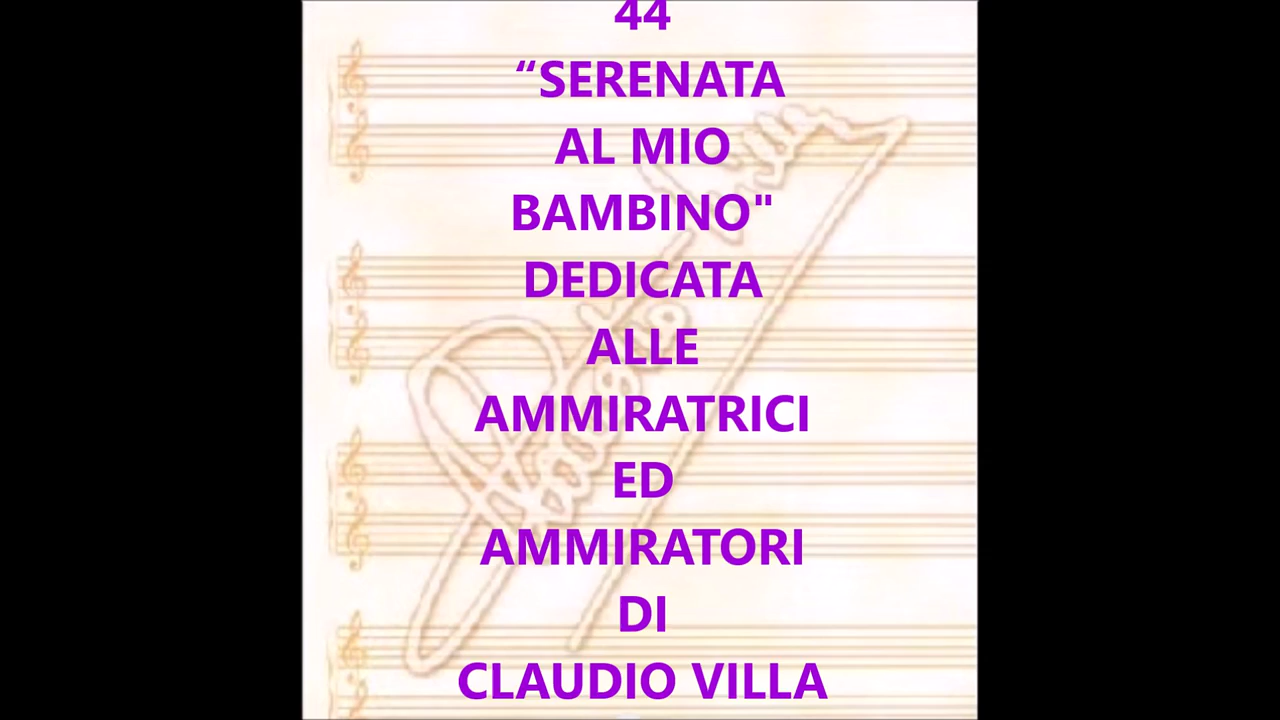 44
“SERENATA
AL MIO
BAMBINO"
DEDICATA
ALLE
AMMIRATRICI
ED
AMMIRATORI
DI
CLAUDIO VILLA